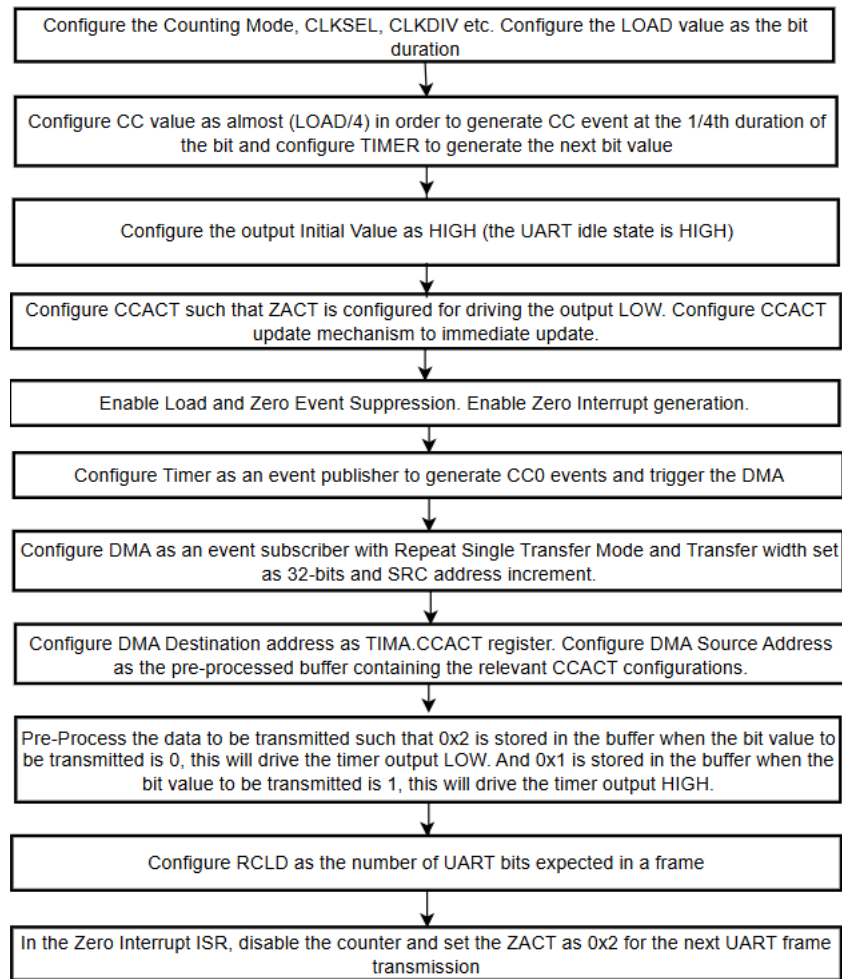 Configure the Counting Mode, CLKSEL, CLKDIV etc. Configure the LOAD value as the bit
duration
Configure CC value as almost (LOAD/4) in order to generate CC event at the 1/4th duration of
the bit and configure TIMER to generate the next bit value
Configure the output Initial Value as HIGH (the UART idle state is HIGH)
Configure CCACT such that ZACT is configured for driving the output LOW. Configure CCACT
update mechanism to immediate update.
Enable Load and Zero Event Suppression. Enable Zero Interrupt generation.
Configure Timer as an event publisher to generate CC0 events and trigger the DMA
Configure DMA as an event subscriber with Repeat Single Transfer Mode and Transfer width set
as 32-bits and SRC address increment.
Configure DMA Destination address as TIMA.CCACT register. Configure DMA Source Address
as the pre-processed buffer containing the relevant CCACT configurations.
Pre-Process the data to be transmitted such that 0x2 is stored in the buffer when the bit value to
be transmitted is 0, this will drive the timer output LOW. And 0x1 is stored in the buffer when the
bit value to be transmitted is 1, this will drive the timer output HIGH.
Configure RCLD as the number of UART bits expected in a frame
In the Zero Interrupt ISR, disable the counter and set the ZACT as 0x2 for the next UART frame
transmission